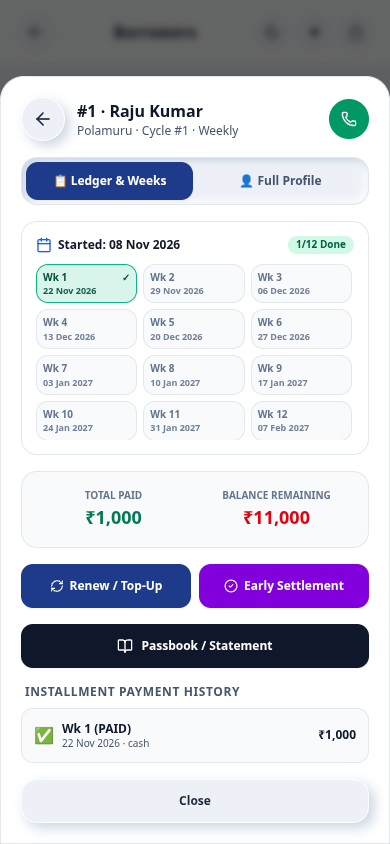 Borrowers
#1 · Raju Kumar
Polamuru · Cycle #1 · Weekly
📋 Ledger & Weeks
👤 Full Profile
Started: 08 Nov 2026
1/12 Done
Wk 1 ✓
22 Nov 2026
Wk 2
29 Nov 2026
Wk 3
06 Dec 2026
Wk 4
13 Dec 2026
Wk 5
20 Dec 2026
Wk 6
27 Dec 2026
Wk 7
03 Jan 2027
Wk 8
10 Jan 2027
Wk 9
17 Jan 2027
Wk 10
24 Jan 2027
Wk 11
31 Jan 2027
Wk 12
07 Feb 2027
TOTAL PAID
₹1,000
BALANCE REMAINING
₹11,000
Renew / Top-Up
Early Settlement
Passbook / Statement
INSTALLMENT PAYMENT HISTORY
✅ Wk 1 (PAID)
22 Nov 2026 · cash
₹1,000
Close